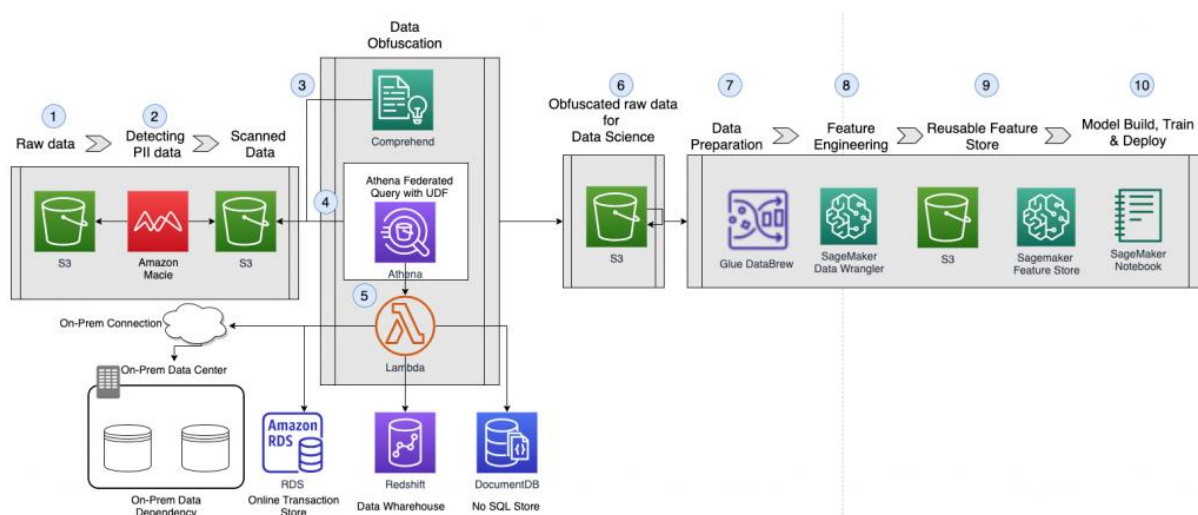 Data
Obfuscation
1
2
3
6
7
8
9
10
Raw data
Detecting
PII data
Scanned
Data
Obfuscated raw data
for
Data Science
Data
Preparation
Feature
Engineering
Reusable Feature
Store
Model Build, Train
& Deploy
Comprehend
4
Athena Federated
Query with UDF
Athena
S3
Amazon
Macie
S3
S3
Glue DataBrew
SageMaker
Data Wrangler
S3
Sagemaker
Feature Store
SageMaker
Notebook
5
Lambda
On-Prem Connection
On-Prem Data Center
Amazon
RDS
RDS
Online Transaction
Store
Redshift
Data Wharehouse
DocumentDB
No SQL Store
On-Prem Data
Dependency